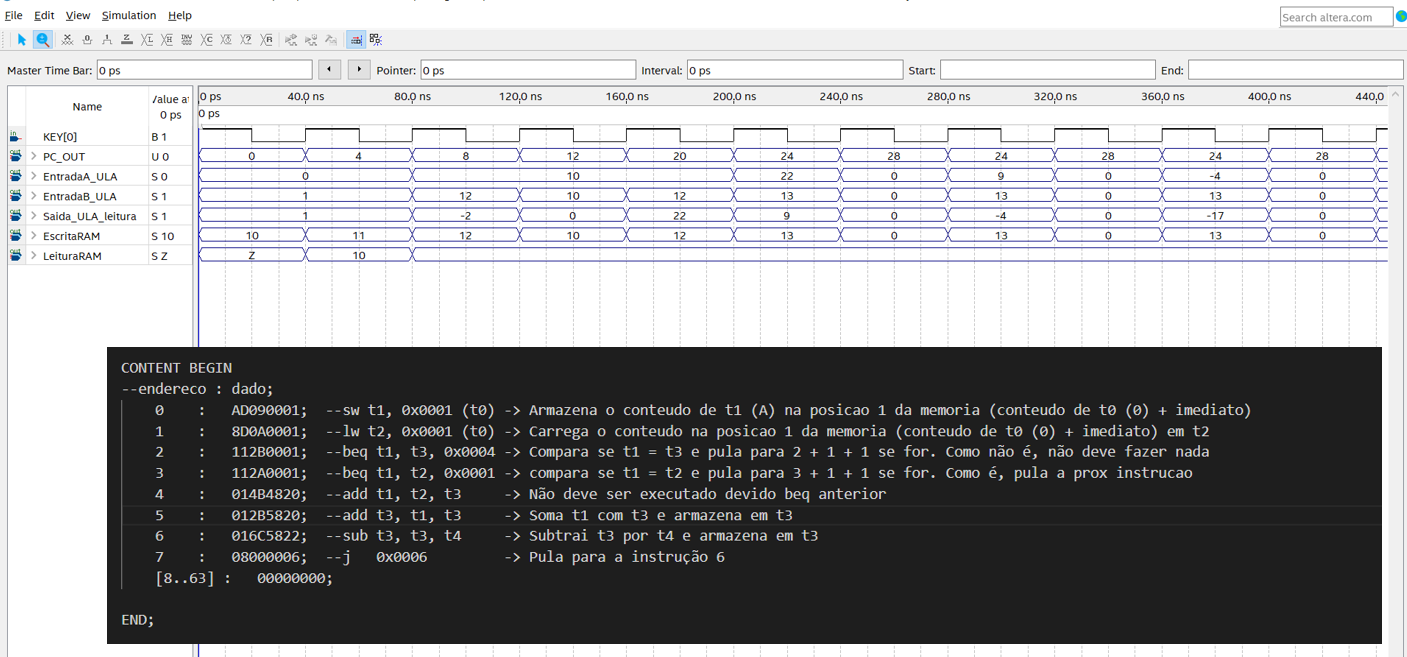 File Edit View Simulation Help
Search altera.com
Master Time Bar: 0 ps Pointer: 0 ps Interval: 0 ps Start: End:
Name Value at 0 ps 0 ps 40.0 ns 80.0 ns 120.0 ns 160.0 ns 200.0 ns 240.0 ns 280.0 ns 320.0 ns 360.0 ns 400.0 ns 440.0
0 ps
KEY[0] B 1
PC_OUT U 0 0 4 8 12 20 24 28 24 28 24 28
EntradaA_ULA S 0 0 10 22 0 9 0 -4 0
EntradaB_ULA S 1 1 12 10 12 13 0 13 0 13 0
Saida_ULA_leitura S 1 1 -2 0 22 9 0 -4 0 -17 0
EscritaRAM S 10 10 11 12 10 12 13 0 13 0 13 0
LeituraRAM S Z Z 10
CONTENT BEGIN
--endereco : dado;
0 : AD090001; --sw t1, 0x0001 (t0) -> Armazena o conteudo de t1 (A) na posicao 1 da memoria (conteudo de t0 (0) + imediato)
1 : 8D0A0001; --lw t2, 0x0001 (t0) -> Carrega o conteudo na posicao 1 da memoria (conteudo de t0 (0) + imediato) em t2
2 : 112B0001; --beq t1, t3, 0x0004 -> Compara se t1 = t3 e pula para 2 + 1 + 1 se for. Como não é, não deve fazer nada
3 : 112A0001; --beq t1, t2, 0x0001 -> compara se t1 = t2 e pula para 3 + 1 + 1 se for. Como é, pula a prox instrucao
4 : 014B4820; --add t1, t2, t3 -> Não deve ser executado devido beq anterior
5 : 012B5820; --add t3, t1, t3 -> Soma t1 com t3 e armazena em t3
6 : 016C5822; --sub t3, t3, t4 -> Subtrai t3 por t4 e armazena em t3
7 : 08000006; --j 0x0006 -> Pula para a instrução 6
[8..63] : 00000000;
END;